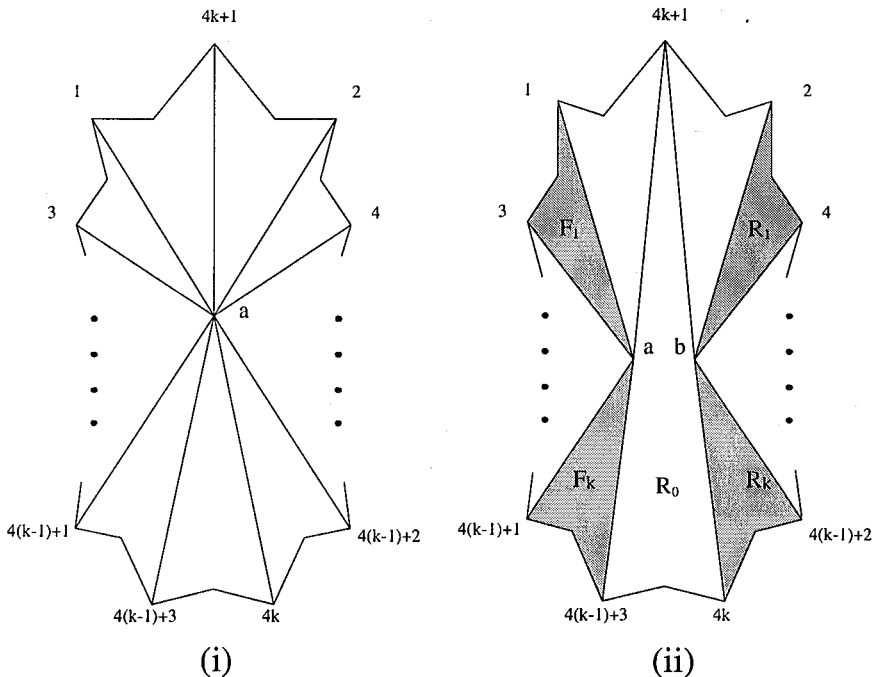 4k+1
1
2
3
4
a
4(k-1)+1
4(k-1)+2
4(k-1)+3
4k
(i)
4k+1
1
2
3
F1
R1
4
a
b
Fk
R0
Rk
4(k-1)+1
4(k-1)+2
4(k-1)+3
4k
(ii)